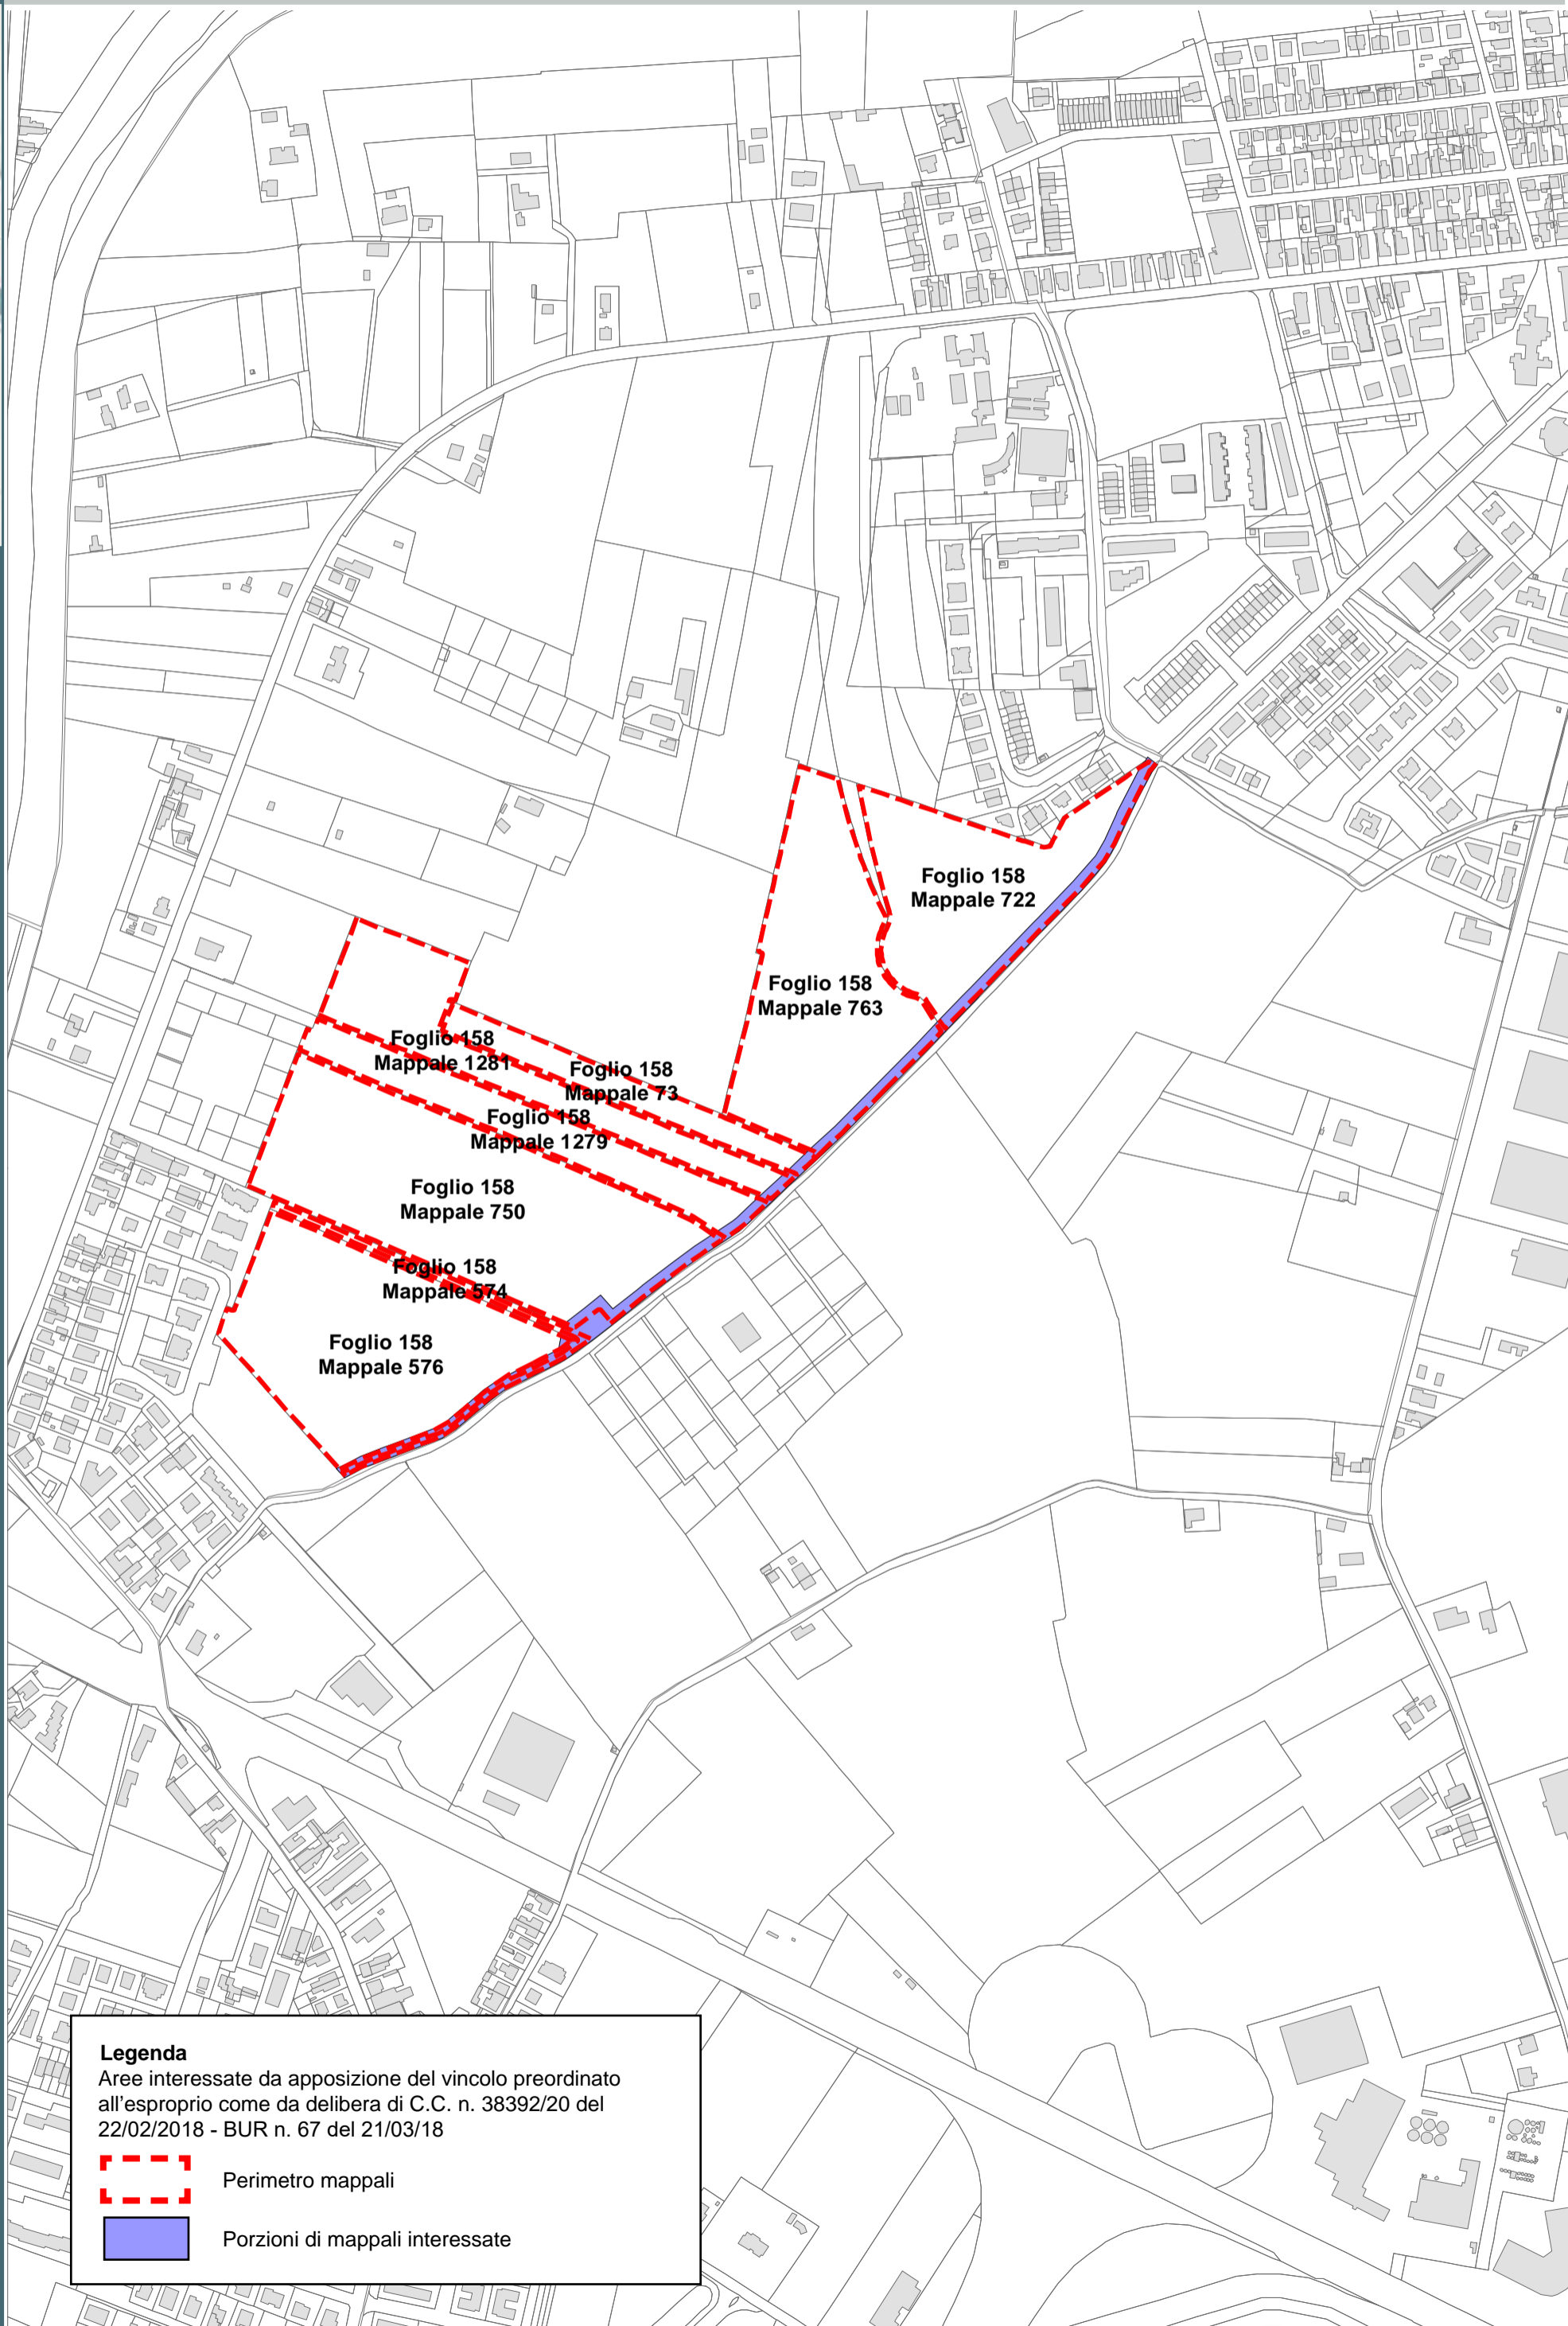 Foglio 158
Mappale 722
Foglio 158
Mappale 763
Foglio 158
Mappale 1281
Foglio 158
Mappale 73
Foglio 158
Mappale 1279
Foglio 158
Mappale 750
Foglio 158
Mappale 574
Foglio 158
Mappale 576
Legenda
Aree interessate da apposizione del vincolo preordinato
all'esproprio come da delibera di C.C. n. 38392/20 del
22/02/2018 - BUR n. 67 del 21/03/18
Perimetro mappali
Porzioni di mappali interessate